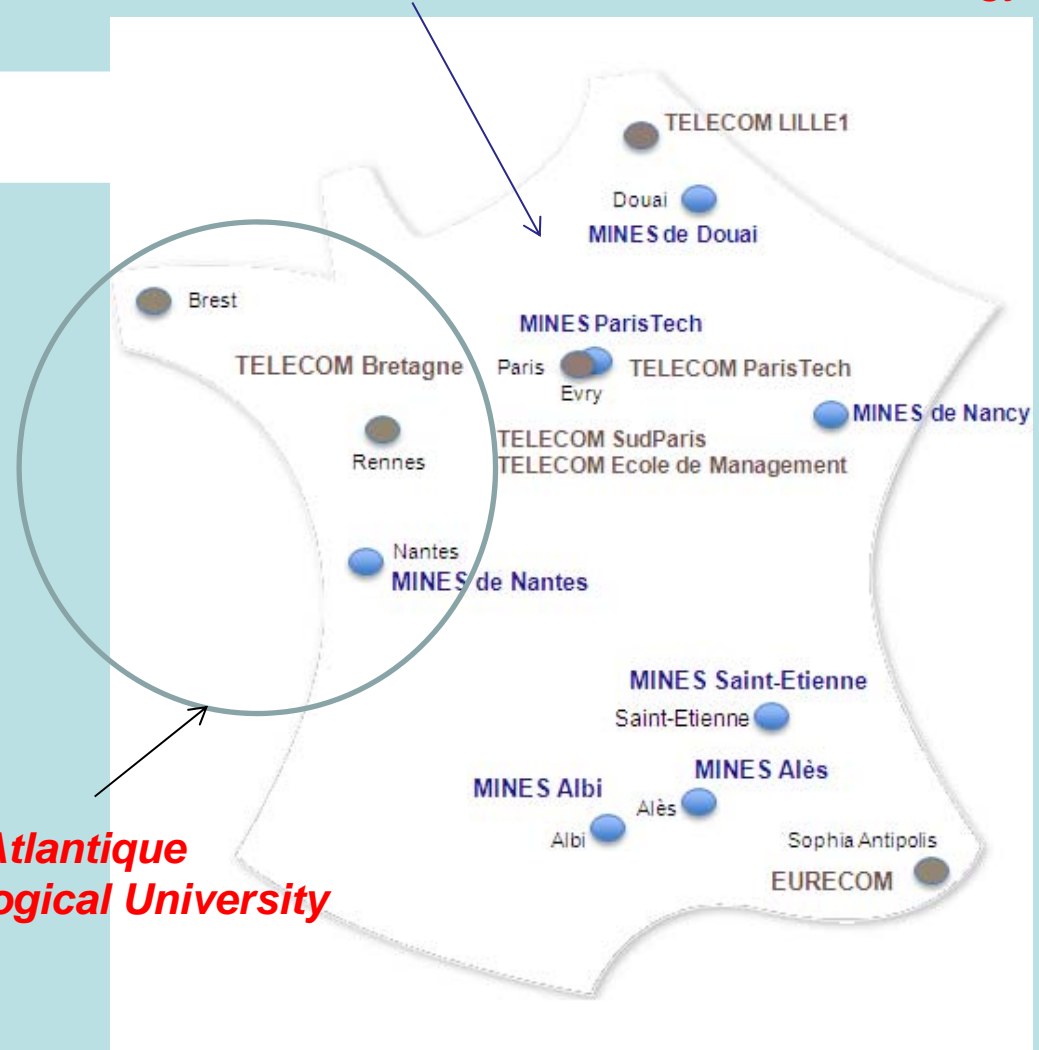 TELECOM LILLE1
Douai
MINES de Douai
Brest
MINES ParisTech
TELECOM Bretagne
Paris
TELECOM ParisTech
Evry
MINES de Nancy
Rennes
TELECOM SudParis
TELECOM Ecole de Management
Nantes
MINES de Nantes
MINES Saint-Etienne
Saint-Etienne
MINES Albi
MINES Alès
Alès
Albi
Sophia Antipolis
EURECOM
Atlantique
ogical University